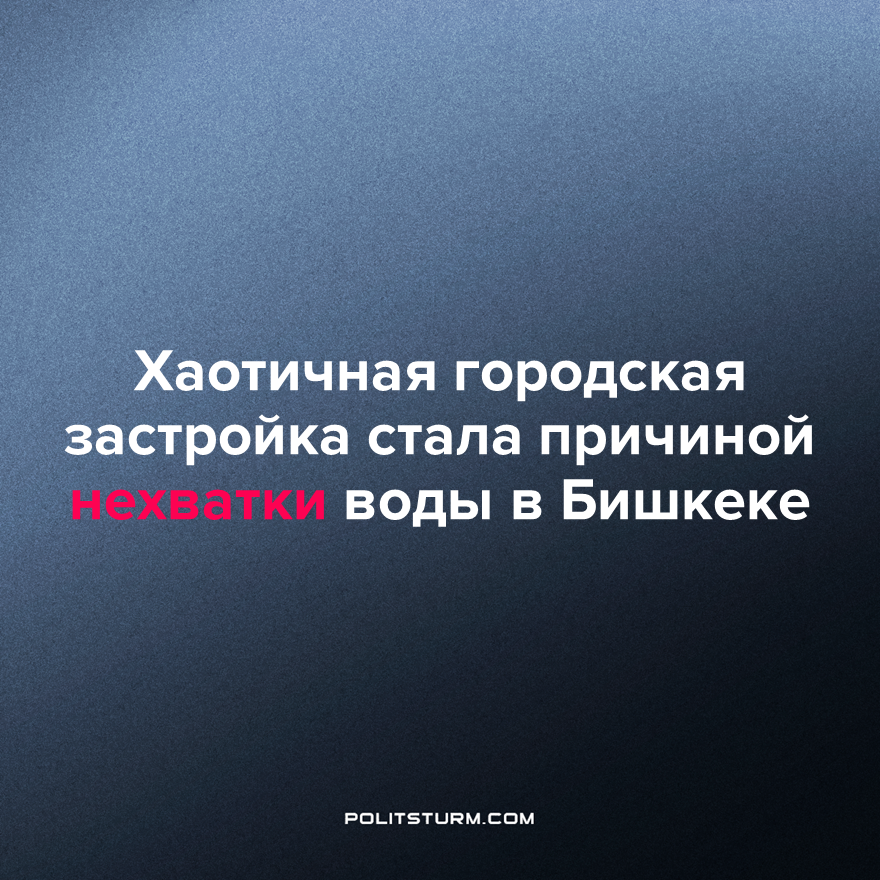 Хаотичная городская
застройка стала причиной
нехватки воды в Бишкеке
POLITSTURM.COM